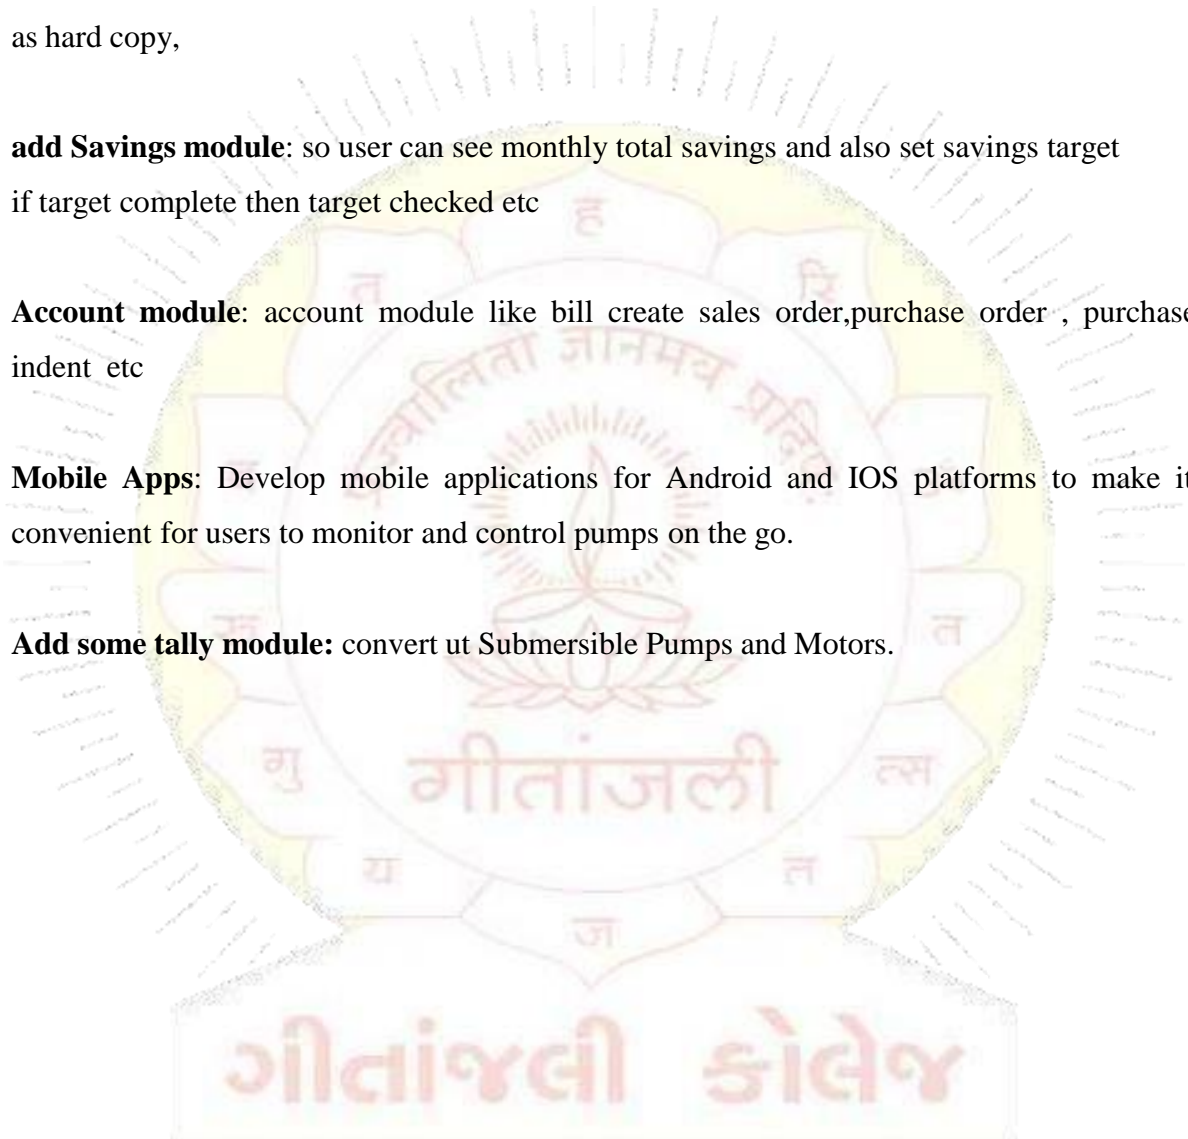 as hard copy,
add Savings module: so user can see monthly total savings and also set savings target
if target complete then target checked etc
Account module: account module like bill create sales order,purchase order , purchase
indent etc
Mobile Apps: Develop mobile applications for Android and IOS platforms to make it
convenient for users to monitor and control pumps on the go.
Add some tally module: convert ut Submersible Pumps and Motors.
ह
त
सि
गु
त्स
य
त
ज
त
गीतांजली
ગીતાંજલી કોલેજ